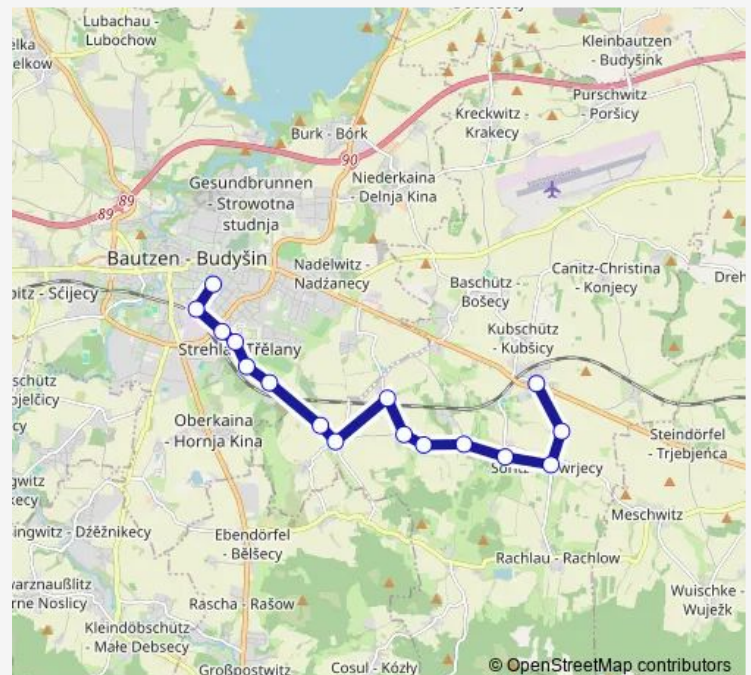 Lubachau -
Lubochow
Kleinbautzen
- Budyšink
Purschwitz
- Poršicy
Kreckwitz -
Krakecy
Burk - Bórk
90
Niederkaina
- Delnja Kina
Gesundbrunnen
- Strowotna
studnja
89
89
Bautzen - Budyšin
Nadelwitz -
Nadźanecy
Canitz-Christina
- Konjecy
Baschütz -
Bošecy
Kubschütz
- Kubšicy
Oberkaina
- Hornja Kina
Steindörfel
- Trjebjeńca
Meschwitz
Ebendörfel
- Bělšecy
Rachlau - Rachlow
Rascha - Rašow
Wuischke -
Wuježk
Kleindöbschütz
- Małe Debsecy
Großpostwitz
Cosul - Kózły
© OpenStreetMap contributors